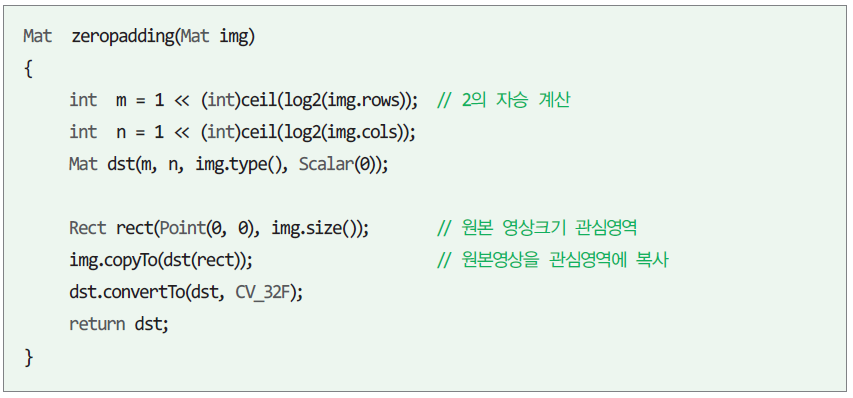 Mat  zeropadding(Mat img)
{
int  m = 1 << (int)ceil(log2(img.rows));  // 2의 자승 계산
int  n = 1 << (int)ceil(log2(img.cols));
Mat dst(m, n, img.type(), Scalar(0));
Rect rect(Point(0, 0), img.size());  // 원본 영상크기 관심영역
img.copyTo(dst(rect));  // 원본영상을 관심영역에 복사
dst.convertTo(dst, CV_32F);
return dst;
}